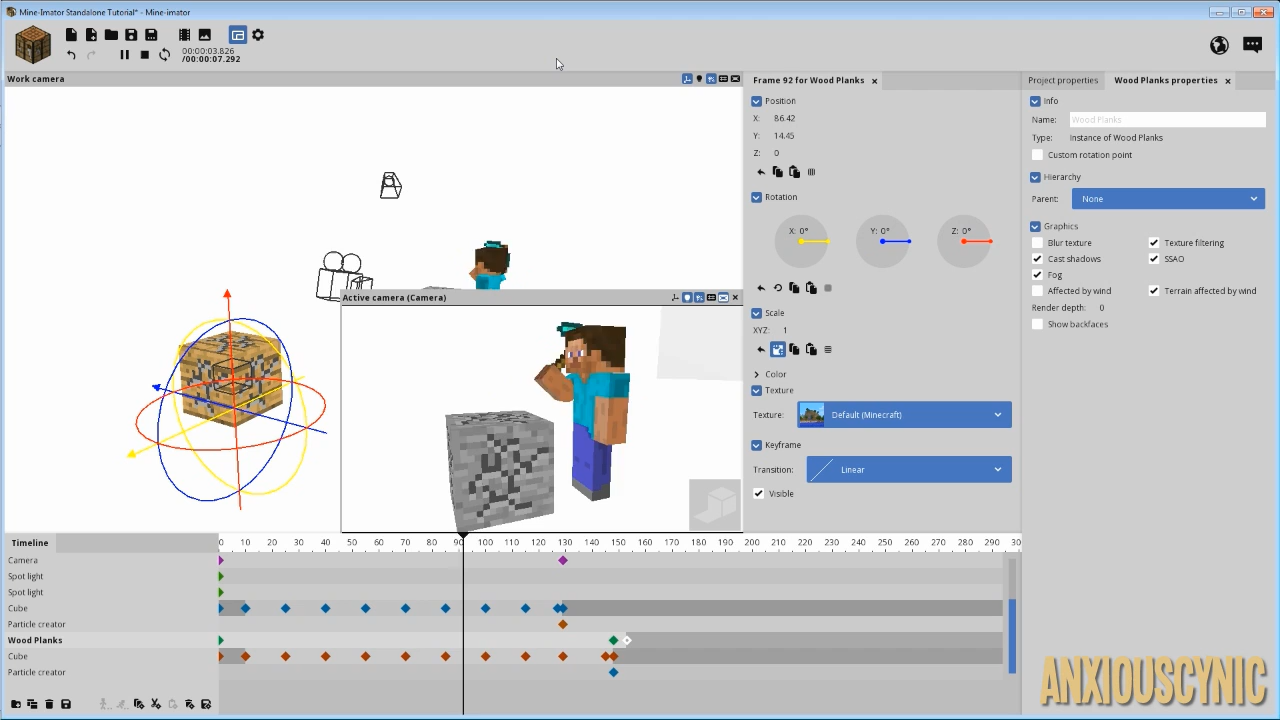 Mine-Imator Standalone Tutorial* - Mine-imator
00:00:03.826
/00:00:07.292
Work camera
Active camera (Camera)
Frame 92 for Wood Planks
Position
X: 86.42
Y: 14.45
Z: 0
Rotation
X: 0° Y: 0° Z: 0°
Scale
XYZ: 1
Color
Texture
Texture: Default (Minecraft)
Keyframe
Transition: Linear
Visible
Project properties Wood Planks properties
Info
Name: Wood Planks
Type: Instance of Wood Planks
Custom rotation point
Hierarchy
Parent: None
Graphics
Blur texture Texture filtering
Cast shadows SSAO
Fog
Affected by wind Terrain affected by wind
Render depth: 0
Show backfaces
Timeline
0 10 20 30 40 50 60 70 80 90 100 110 120 130 140 150 160 170 180 190 200 210 220 230 240 250 260 270 280 290 30
Camera
Spot light
Spot light
Cube
Particle creator
Wood Planks
Cube
Particle creator
ANXIOUSCYNIC